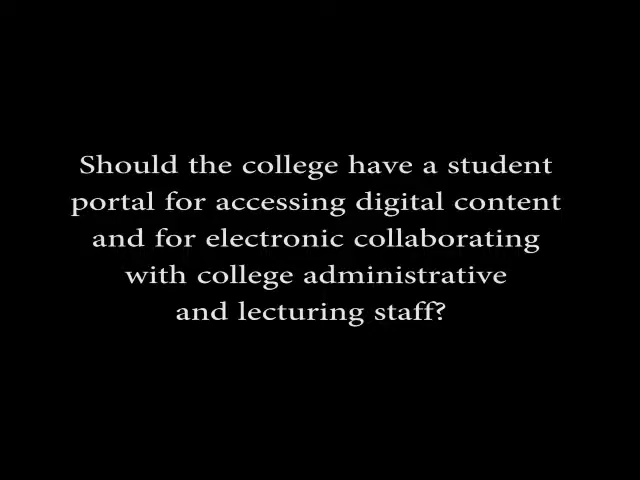 Should the college have a student
portal for accessing digital content
and for electronic collaborating
with college administrative
and lecturing staff?